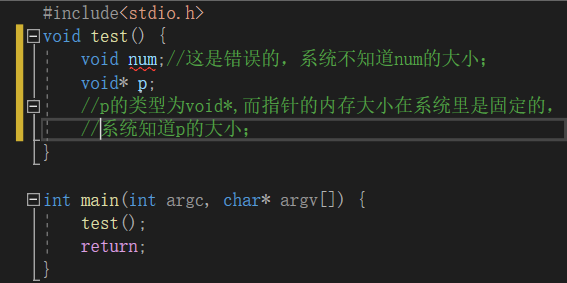 #include<stdio.h>
void test() {
void num;//这是错误的，系统不知道num的大小；
void* p;
//p的类型为void*,而指针的内存大小在系统里是固定的，
//系统知道p的大小；
}
int main(int argc, char* argv[]) {
test();
return;
}